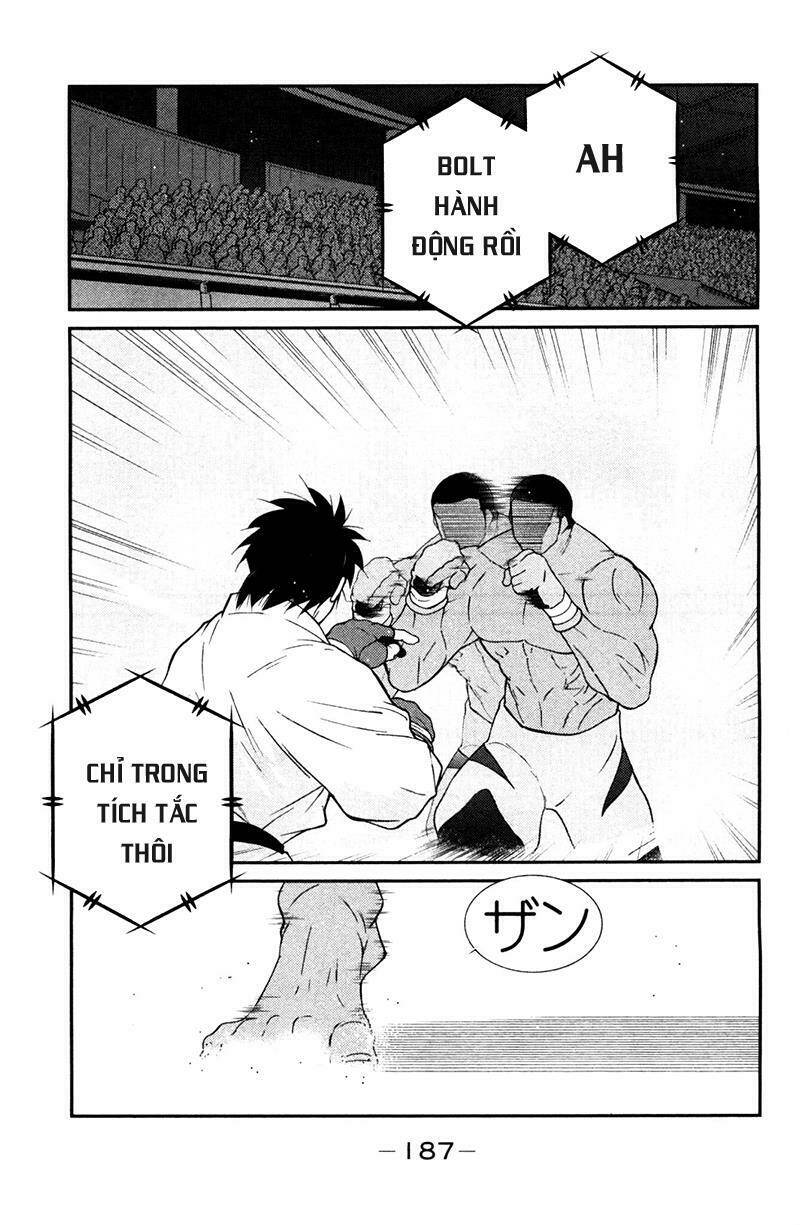 AH
BOLT
HÀNH
ĐỘNG RỒI
CHỈ TRONG
TÍCH TẮC
THÔI
ザン
—187—